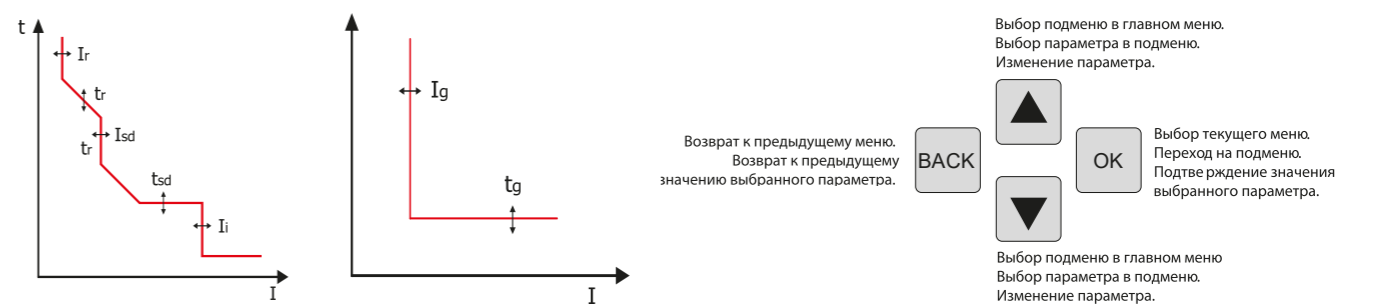 t
Ir
tr
Isd
tr
tsd
Ii
I
Ig
tg
I
Выбор подменю в главном меню.
Выбор параметра в подменю.
Изменение параметра.
Возврат к предыдущему меню.
Возврат к предыдущему
значению выбранного параметра.
BACK
OK
Выбор текущего меню.
Переход на подменю.
Подтве рждение значения
выбранного параметра.
Выбор подменю в главном меню
Выбор параметра в подменю.
Изменение параметра.